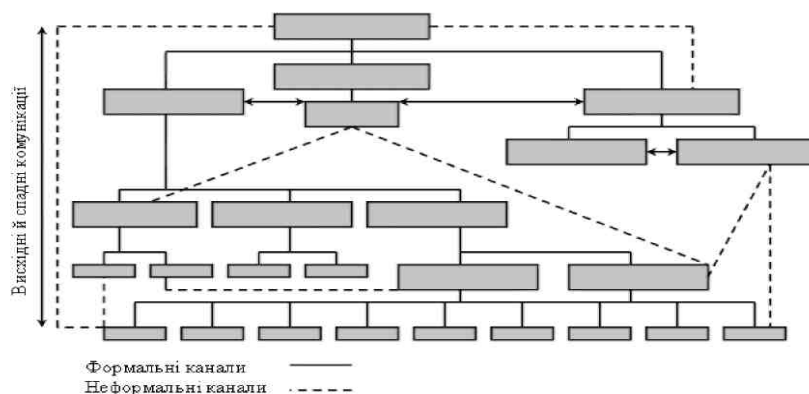 Висхідні й спадні комунікації
Формальні канали
Неформальні канали